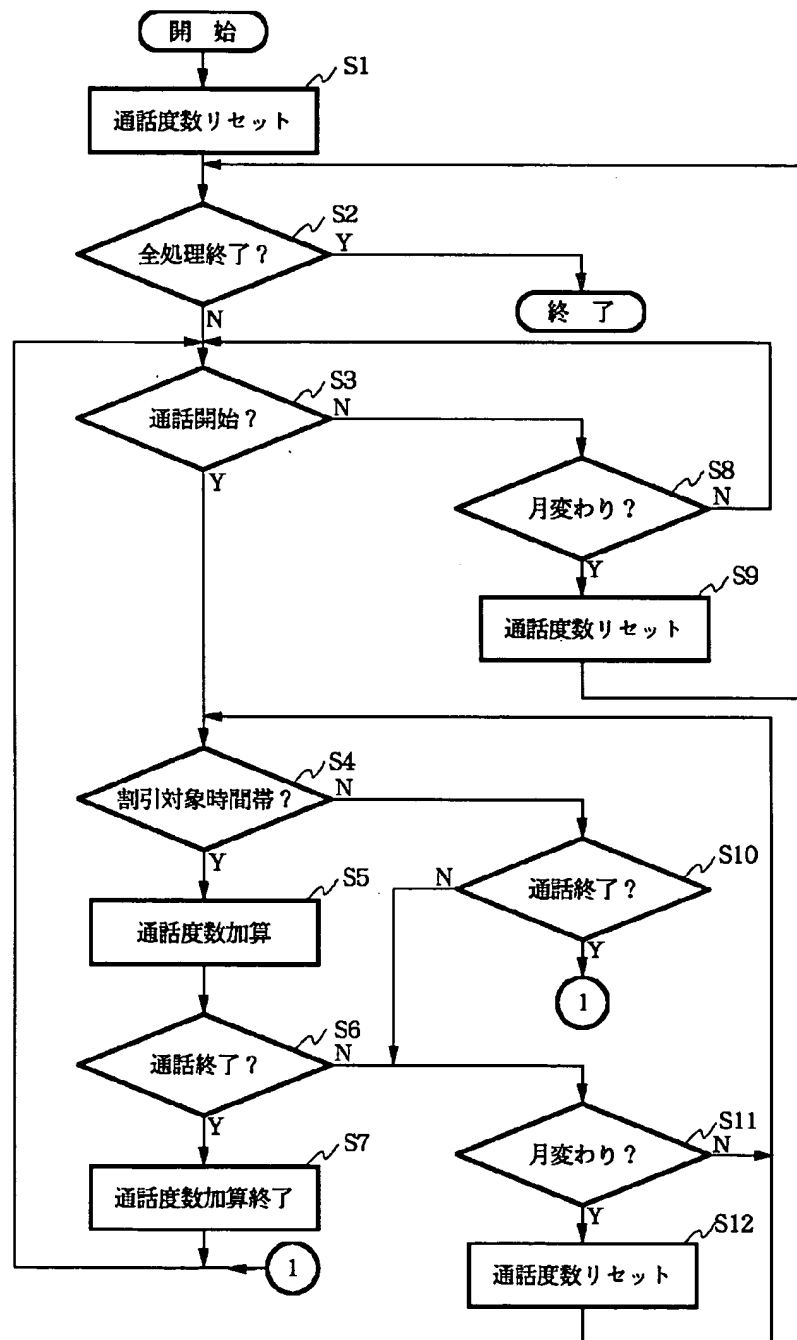 開 始
S1
通話度数リセット
S2
全処理終了?
Y
N
終 了
S3
通話開始?
N
Y
S8
月変わり?
N
Y
S9
通話度数リセット
S4
割引対象時間帯?
N
Y
S10
通話終了?
N
Y
1
S5
通話度数加算
S6
通話終了?
N
Y
S11
月変わり?
N
Y
S7
通話度数加算終了
1
S12
通話度数リセット